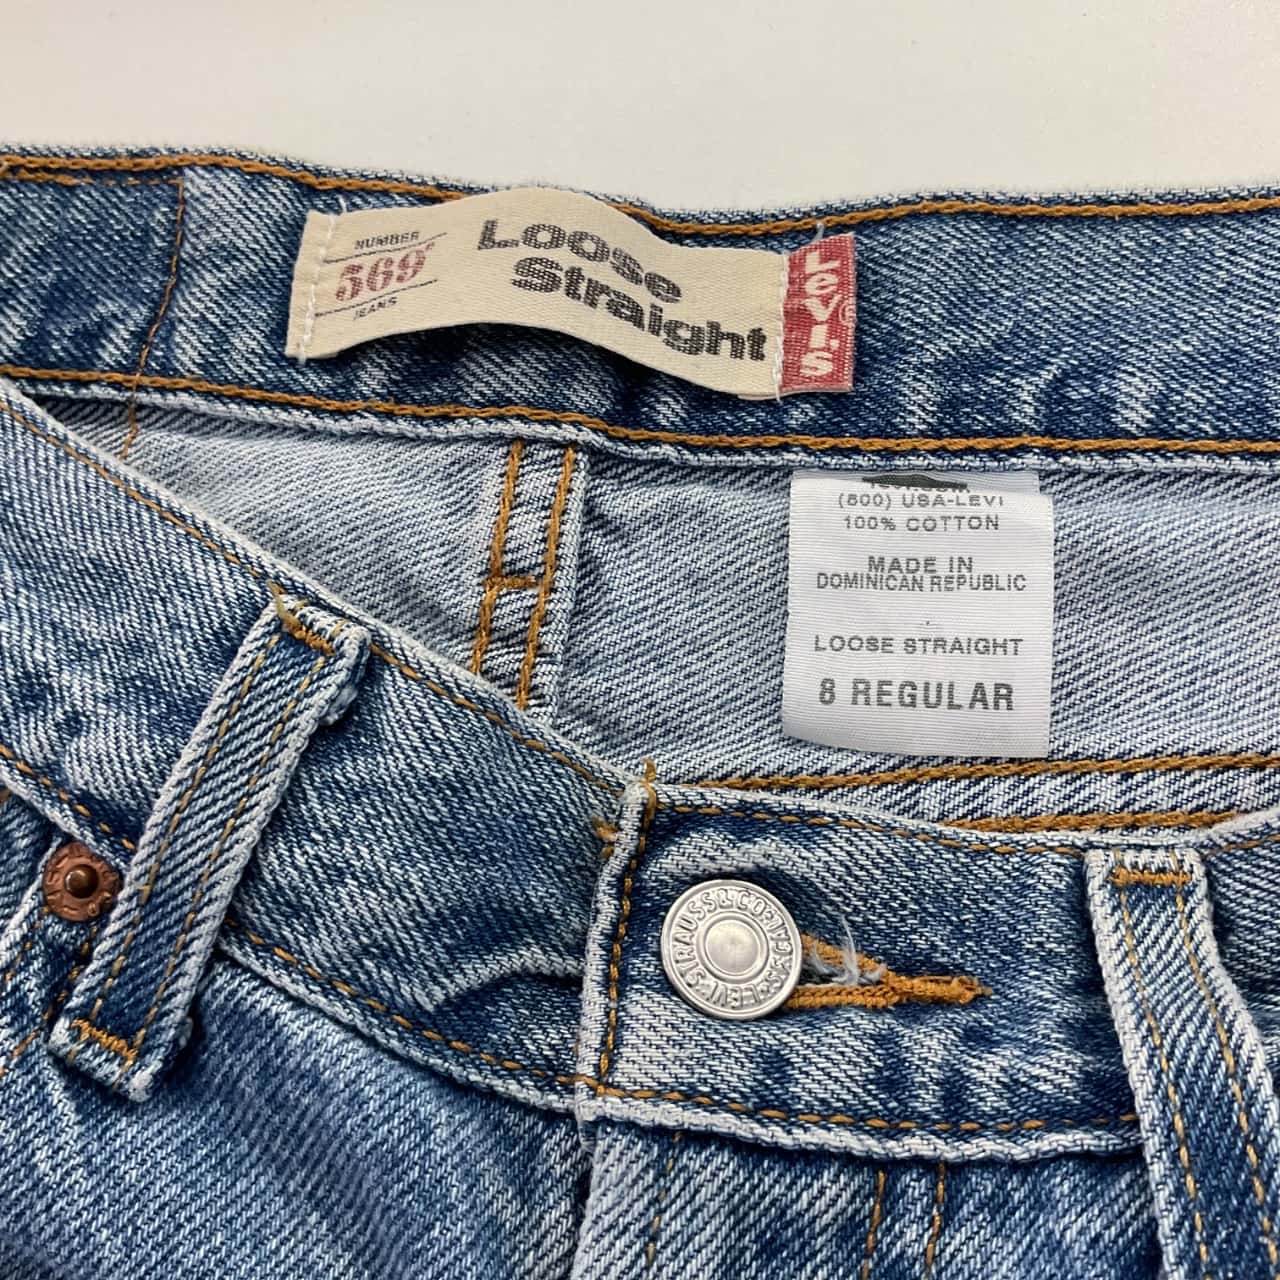 NUMBER
569®
JEANS
Loose
Straight
Levi's®
(800) USA-LEVI
100% COTTON
MADE IN
DOMINICAN REPUBLIC
LOOSE STRAIGHT
8 REGULAR
LEVI STRAUSS & CO